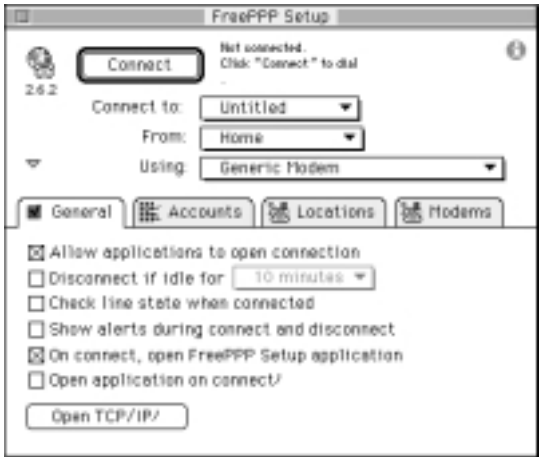 FreePPP Setup
Not connected.
Connect
Click "Connect" to dial
2.6.2
Connect to: Untitled
From: Home
Using: Generic Modem
General Accounts Locations Modems
Allow applications to open connection
Disconnect if idle for 10 minutes
Check line state when connected
Show alerts during connect and disconnect
On connect, open FreePPP Setup application
Open application on connect/
Open TCP/IP/